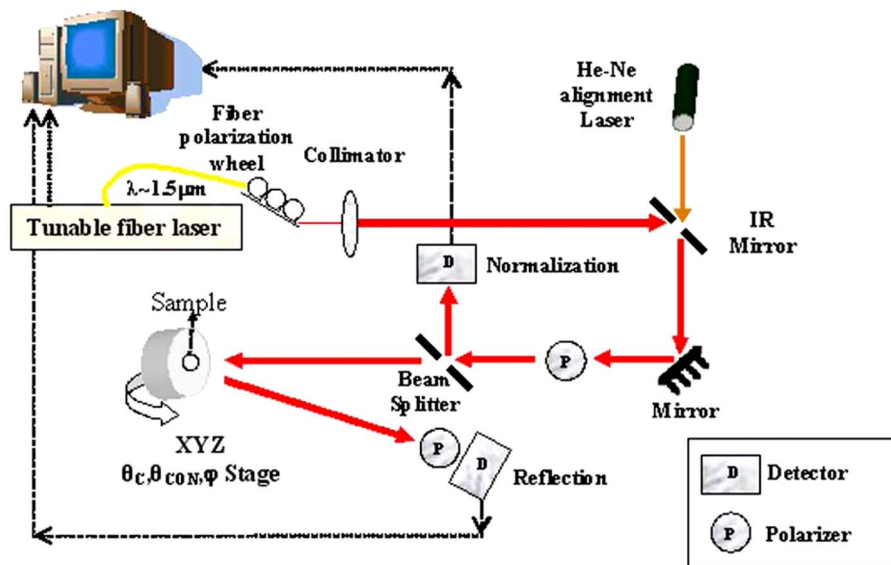 He-Ne
alignment
Laser
Fiber
polarization
wheel
Collimator
λ~1.5μm
Tunable fiber laser
IR
Mirror
D
Normalization
Sample
P
Beam
Splitter
Mirror
XYZ
θC,θCON,φ Stage
P
D
Reflection
D
Detector
P
Polarizer